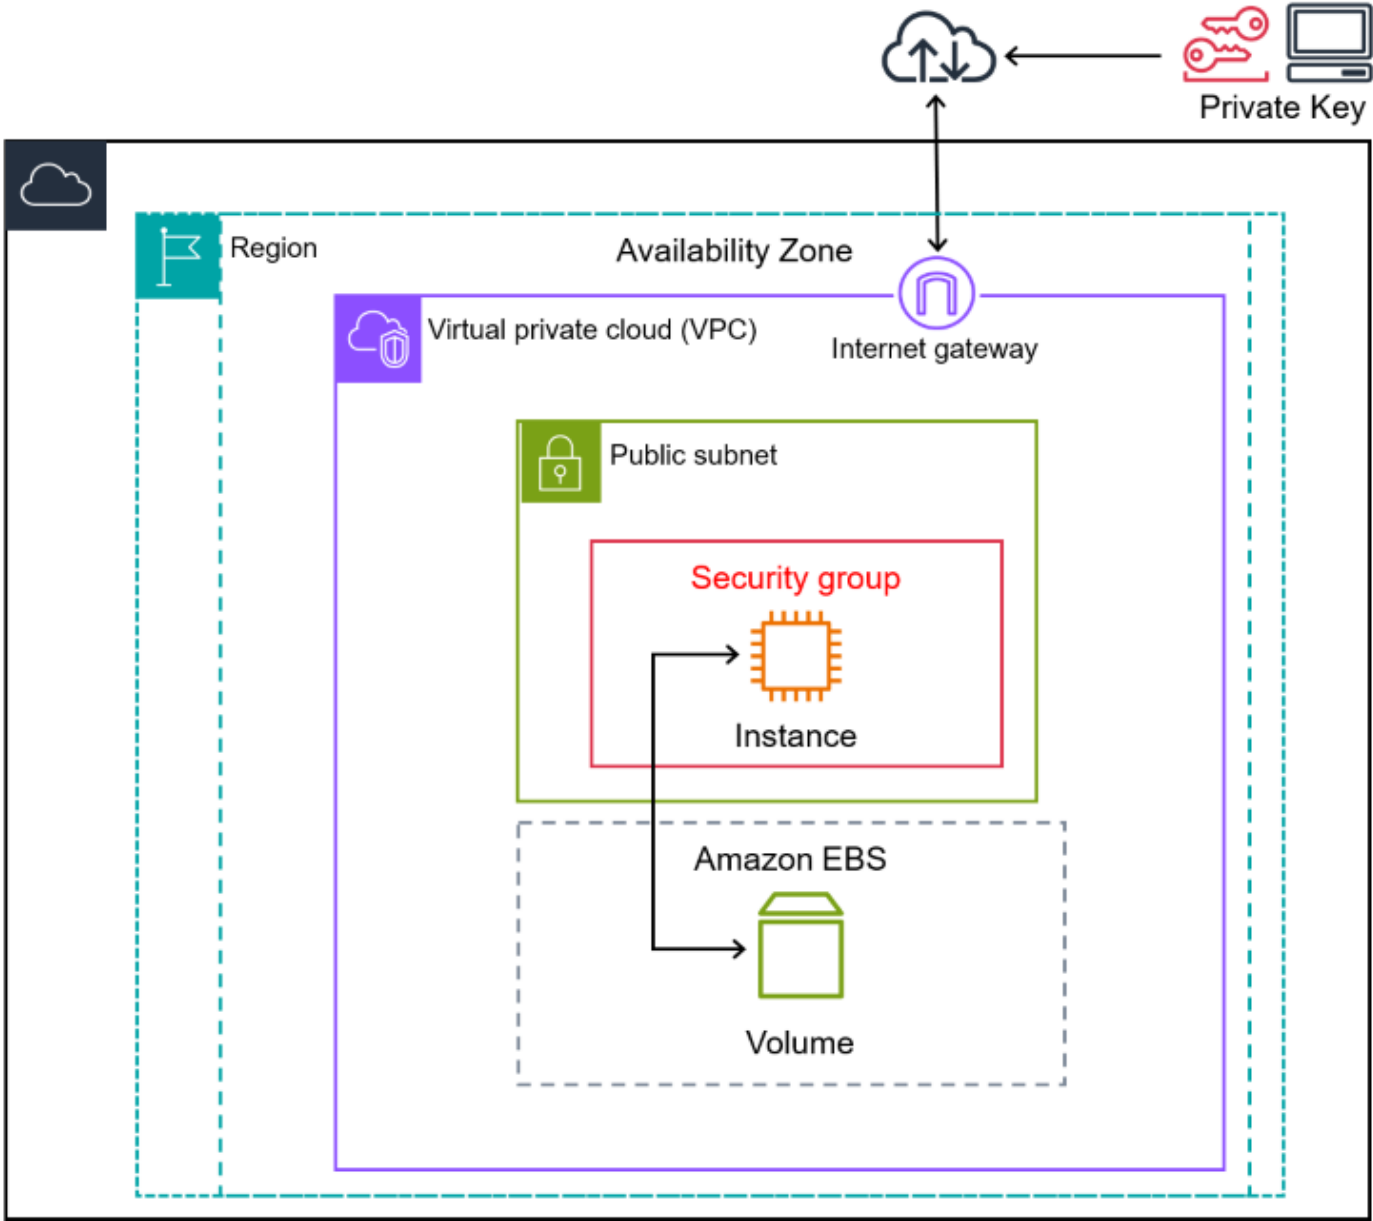 Private Key
Region
Availability Zone
Virtual private cloud (VPC)
Internet gateway
Public subnet
Security group
Instance
Amazon EBS
Volume